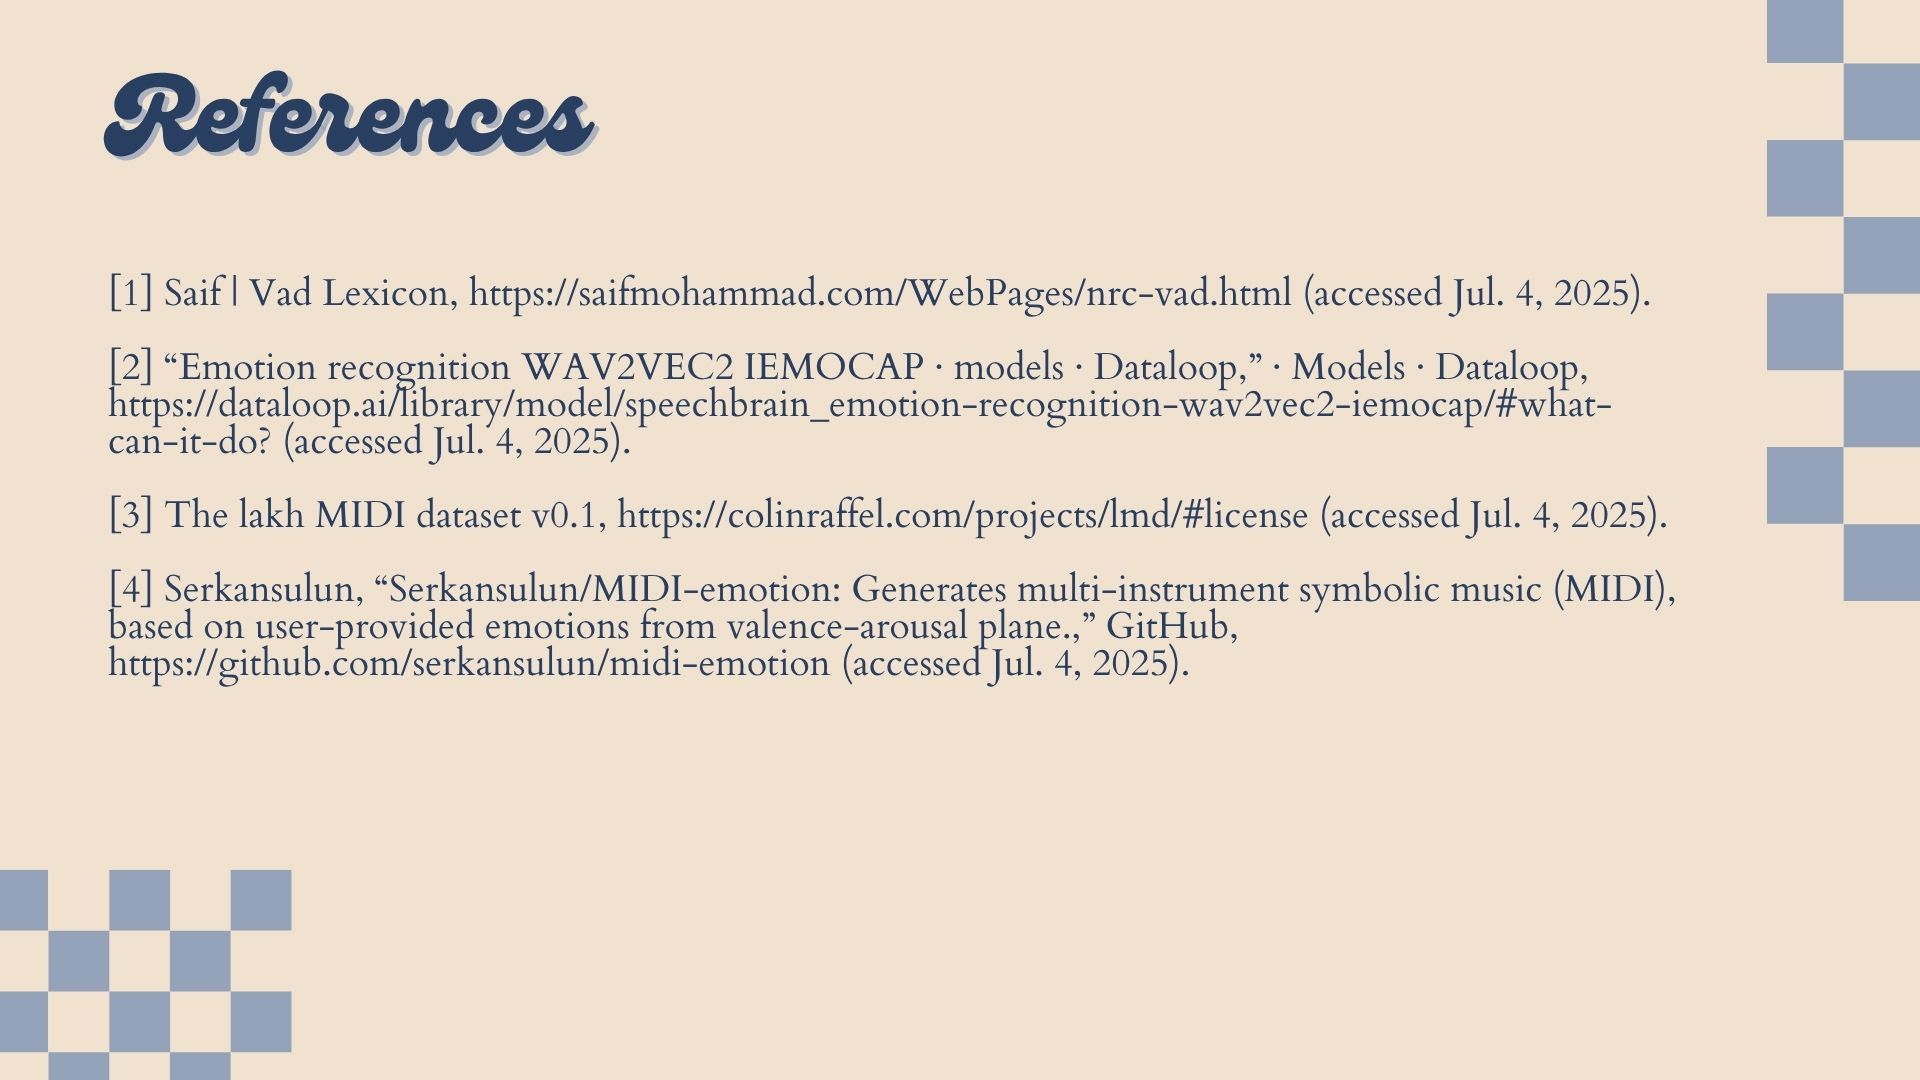 References
[1] Saif | Vad Lexicon, https://saifmohammad.com/WebPages/nrc-vad.html (accessed Jul. 4, 2025).
[2] “Emotion recognition WAV2VEC2 IEMOCAP · models · Dataloop,” · Models · Dataloop,
https://dataloop.ai/library/model/speechbrain_emotion-recognition-wav2vec2-iemocap/#what-
can-it-do? (accessed Jul. 4, 2025).
[3] The lakh MIDI dataset v0.1, https://colinraffel.com/projects/lmd/#license (accessed Jul. 4, 2025).
[4] Serkansulun, “Serkansulun/MIDI-emotion: Generates multi-instrument symbolic music (MIDI),
based on user-provided emotions from valence-arousal plane.,” GitHub,
https://github.com/serkansulun/midi-emotion (accessed Jul. 4, 2025).